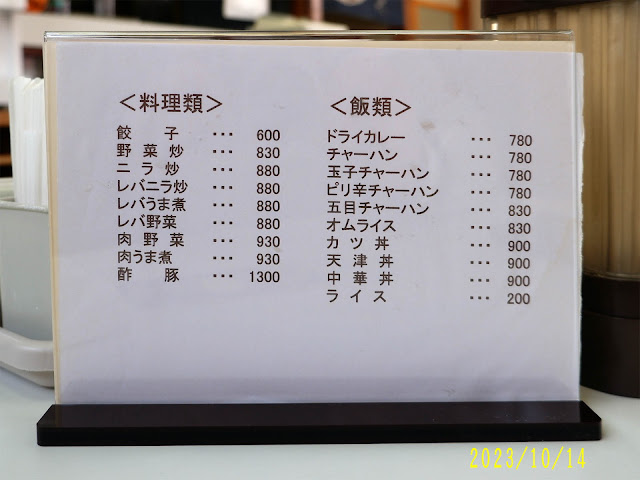 ＜料理類＞
餃子 ･･･ 600
野菜炒 ･･･ 830
ニラ炒 ･･･ 880
レバニラ炒 ･･･ 880
レバうま煮 ･･･ 880
レバ野菜 ･･･ 880
肉野菜 ･･･ 930
肉うま煮 ･･･ 930
酢豚 ･･･ 1300
＜飯類＞
ドライカレー ･･･ 780
チャーハン ･･･ 780
玉子チャーハン ･･･ 780
ピリ辛チャーハン ･･･ 780
五目チャーハン ･･･ 830
オムライス ･･･ 830
カツ丼 ･･･ 900
天津丼 ･･･ 900
中華丼 ･･･ 900
ライス ･･･ 200
2023/10/14